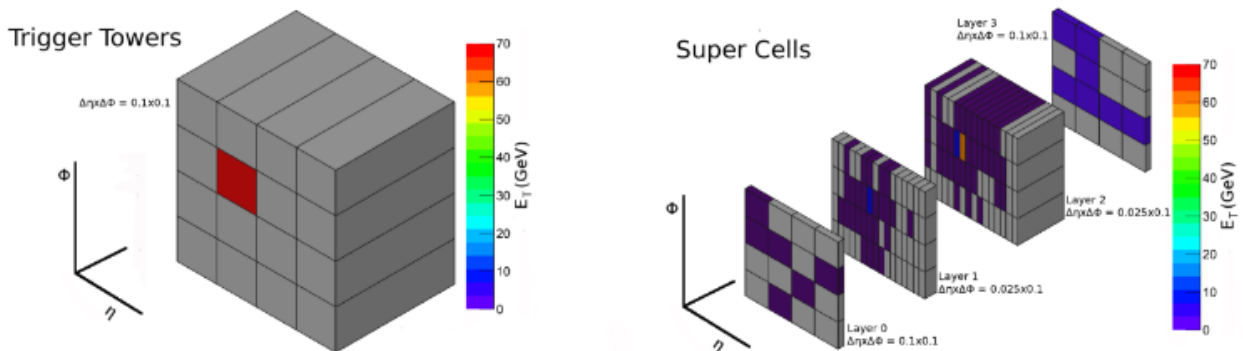 Trigger Towers
ΔηxΔΦ = 0.1x0.1
Φ
η
70
60
50
40
30
20
10
0
E_T (GeV)
Super Cells
Layer 3
ΔηxΔΦ = 0.1x0.1
Layer 2
ΔηxΔΦ = 0.025x0.1
Layer 1
ΔηxΔΦ = 0.025x0.1
Layer 0
ΔηxΔΦ = 0.1x0.1
Φ
η
70
60
50
40
30
20
10
0
E_T (GeV)